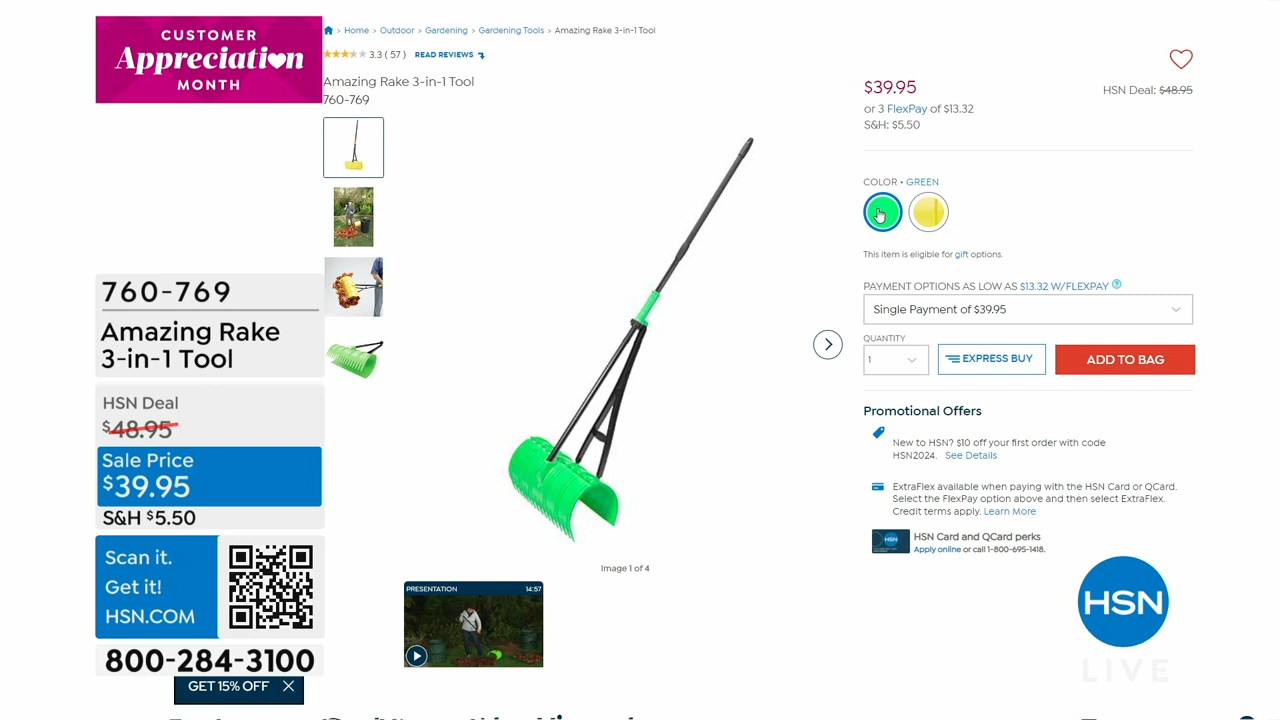 CUSTOMER
Appreciation
MONTH
Home > Outdoor > Gardening > Gardening Tools > Amazing Rake 3-in-1 Tool
3.3 ( 57 ) READ REVIEWS
Amazing Rake 3-in-1 Tool
760-769
$39.95
HSN Deal: $48.95
or 3 FlexPay of $13.32
S&H: $5.50
COLOR • GREEN
This item is eligible for gift options.
PAYMENT OPTIONS AS LOW AS $13.32 W/FLEXPAY ?
Single Payment of $39.95
QUANTITY
1
EXPRESS BUY
ADD TO BAG
Promotional Offers
New to HSN? $10 off your first order with code
HSN2024. See Details
ExtraFlex available when paying with the HSN Card or QCard.
Select the FlexPay option above and then select ExtraFlex.
Credit terms apply. Learn More
HSN
HSN Card and QCard perks
Apply online or call 1-800-695-1418.
Image 1 of 4
PRESENTATION 14:57
760-769
Amazing Rake
3-in-1 Tool
HSN Deal
$48.95
Sale Price
$39.95
S&H $5.50
Scan it.
Get it!
HSN.COM
800-284-3100
GET 15% OFF
HSN
LIVE